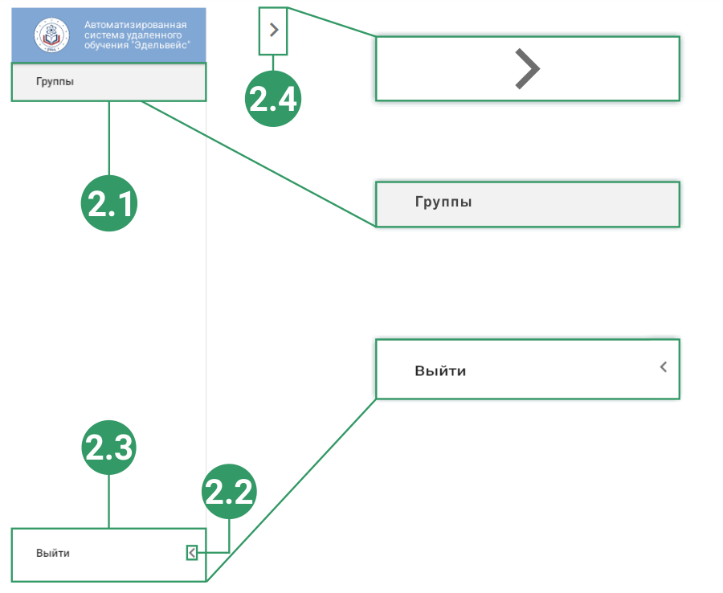 Автоматизированная
система удаленного
обучения "Эдельвейс"
Группы
2.4
2.1
Группы
Выйти
2.3
2.2
Выйти